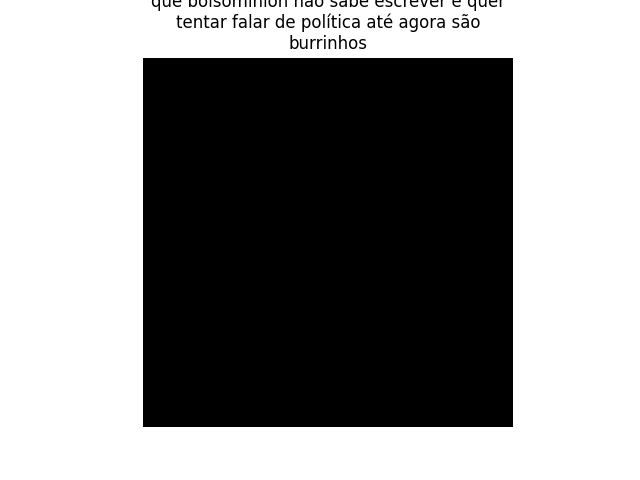 que bolsominion não sabe escrever e quer
tentar falar de política até agora são
burrinhos